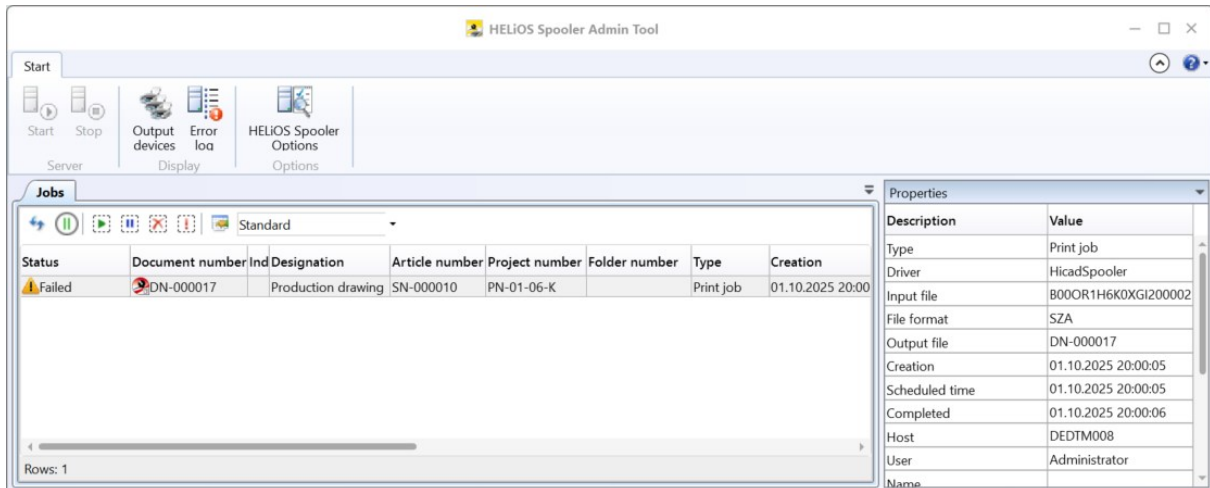 HELiOS Spooler Admin Tool
Start
Start Stop Output devices Error log HELiOS Spooler Options
Server Display Options
Jobs
Standard
Status Document number Ind Designation Article number Project number Folder number Type Creation
Failed DN-000017 Production drawing SN-000010 PN-01-06-K Print job 01.10.2025 20:00
Rows: 1
Properties
Description Value
Type Print job
Driver HicadSpooler
Input file B00OR1H6K0XGI200002
File format SZA
Output file DN-000017
Creation 01.10.2025 20:00:05
Scheduled time 01.10.2025 20:00:05
Completed 01.10.2025 20:00:06
Host DEDTM008
User Administrator
Name